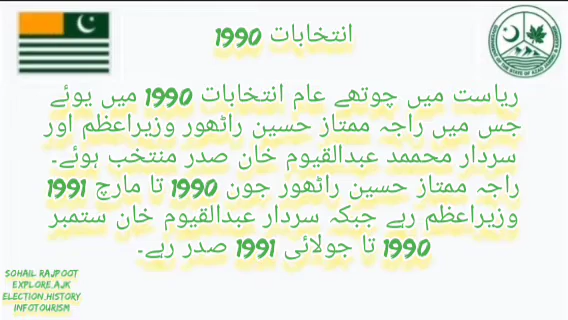 انتخابات 1990
ریاست میں چوتھے عام انتخابات 1990 میں یوئے
جس میں راجہ ممتاز حسین راٹھور وزیراعظم اور
سردار محممد عبدالقیوم خان صدر منتخب ہوئے۔
راجہ ممتاز حسین راٹھور جون 1990 تا مارچ 1991
وزیراعظم رہے جبکہ سردار عبدالقیوم خان ستمبر
1990 تا جولائی 1991 صدر رہے۔
SOHAIL RAJPOOT
EXPLORE.AJK
ELECTION.HISTORY
INFOTOURISM